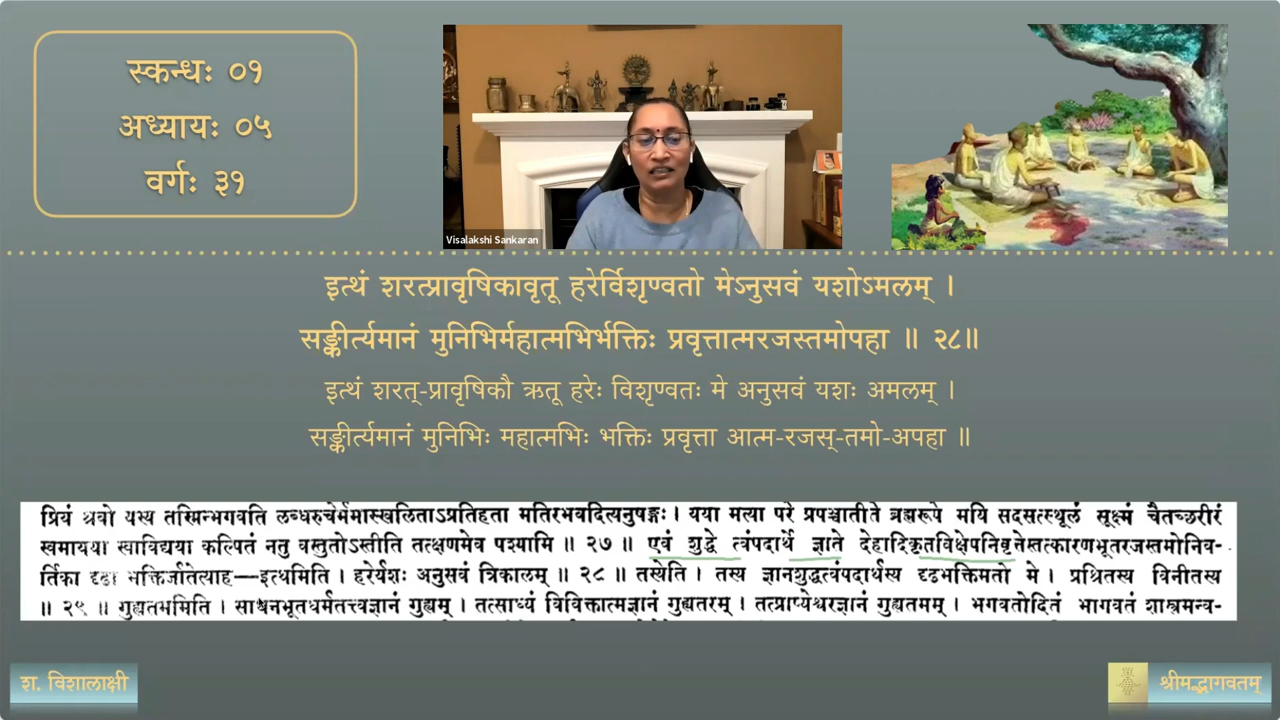 स्कन्धः ०१
अध्यायः ०५
वर्गः ३१
Visalakshi Sankaran
इत्थं शरत्प्रावृषिकावृतू हरेर्विशृण्वतो मेऽनुसवं यशोऽमलम् ।
सङ्कीर्त्यमानं मुनिभिर्महात्मभिर्भक्तिः प्रवृत्तात्मरजस्तमोपहा ॥ २८॥
इत्थं शरत्-प्रावृषिकौ ऋतू हरेः विशृण्वतः मे अनुसवं यशः अमलम् ।
सङ्कीर्त्यमानं मुनिभिः महात्मभिः भक्तिः प्रवृत्ता आत्म-रजस्-तमो-अपहा ॥
प्रियं श्रवो यस्य तस्मिन्भगवति लब्धरुचेर्ममास्खलिताऽप्रतिहता मतिरभवदित्यनुषङ्गः । यया मत्या परे प्रपञ्चातीते ब्रह्मरूपे मयि सदसत्स्थूलं सूक्ष्मं चैतच्छरीरं
स्वमायया स्वाविद्यया कल्पितं नतु वस्तुतोऽस्तीति तत्क्षणमेव पश्यामि ॥ २७ ॥ एवं शुद्धे त्वंपदार्थे ज्ञाते देहादिकृतविक्षेपनिवृत्तेस्तत्कारणभूतरजस्तमोनिव-
र्तिका दृढा भक्तिर्जातेत्याह—इत्थमिति । हरेर्यशः अनुसवं त्रिकालम् ॥ २८ ॥ तस्येति । तस्य ज्ञानशुद्धत्वंपदार्थस्य दृढभक्तिमतो मे । प्रश्रितस्य विनीतस्य
॥ २९ ॥ गुह्यतभमिति । साधनभूतधर्मतत्त्वज्ञानं गुह्यम् । तत्साध्यं विविक्तात्मज्ञानं गुह्यतरम् । तत्प्राप्येश्वरज्ञानं गुह्यतमम् । भगवतोदितं भागवतं शास्त्रमन्व-
श. विशालाक्षी
श्रीमद्भागवतम्